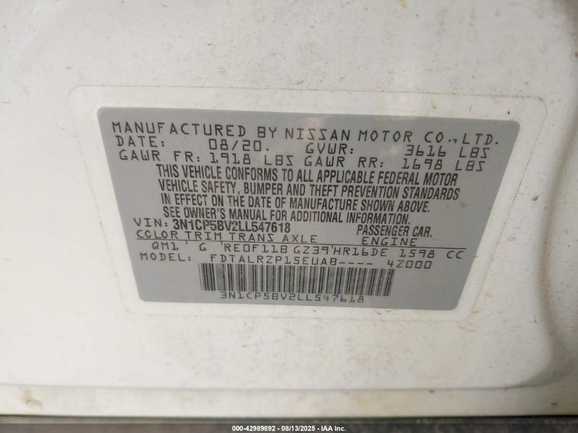 MANUFACTURED BY NISSAN MOTOR CO., LTD.
DATE: 08/20. GVWR: 3616 LBS
GAWR FR: 1918 LBS GAWR RR: 1698 LBS
THIS VEHICLE CONFORMS TO ALL APPLICABLE FEDERAL MOTOR
VEHICLE SAFETY, BUMPER AND THEFT PREVENTION STANDARDS
IN EFFECT ON THE DATE OF MANUFACTURE SHOWN ABOVE.
SEE OWNER'S MANUAL FOR ADDITIONAL INFORMATION.
VIN: 3N1CP5BV2LL547618 PASSENGER CAR.
COLOR TRIM TRANS AXLE ENGINE
QM1 G RE0F11B GZ39 HR16DE 1598 CC
MODEL: FDTALRZP15EUAB---- 4Z000
3N1CP5BV2LL547618
000-42989892 - 08/13/2025 - IAA Inc.